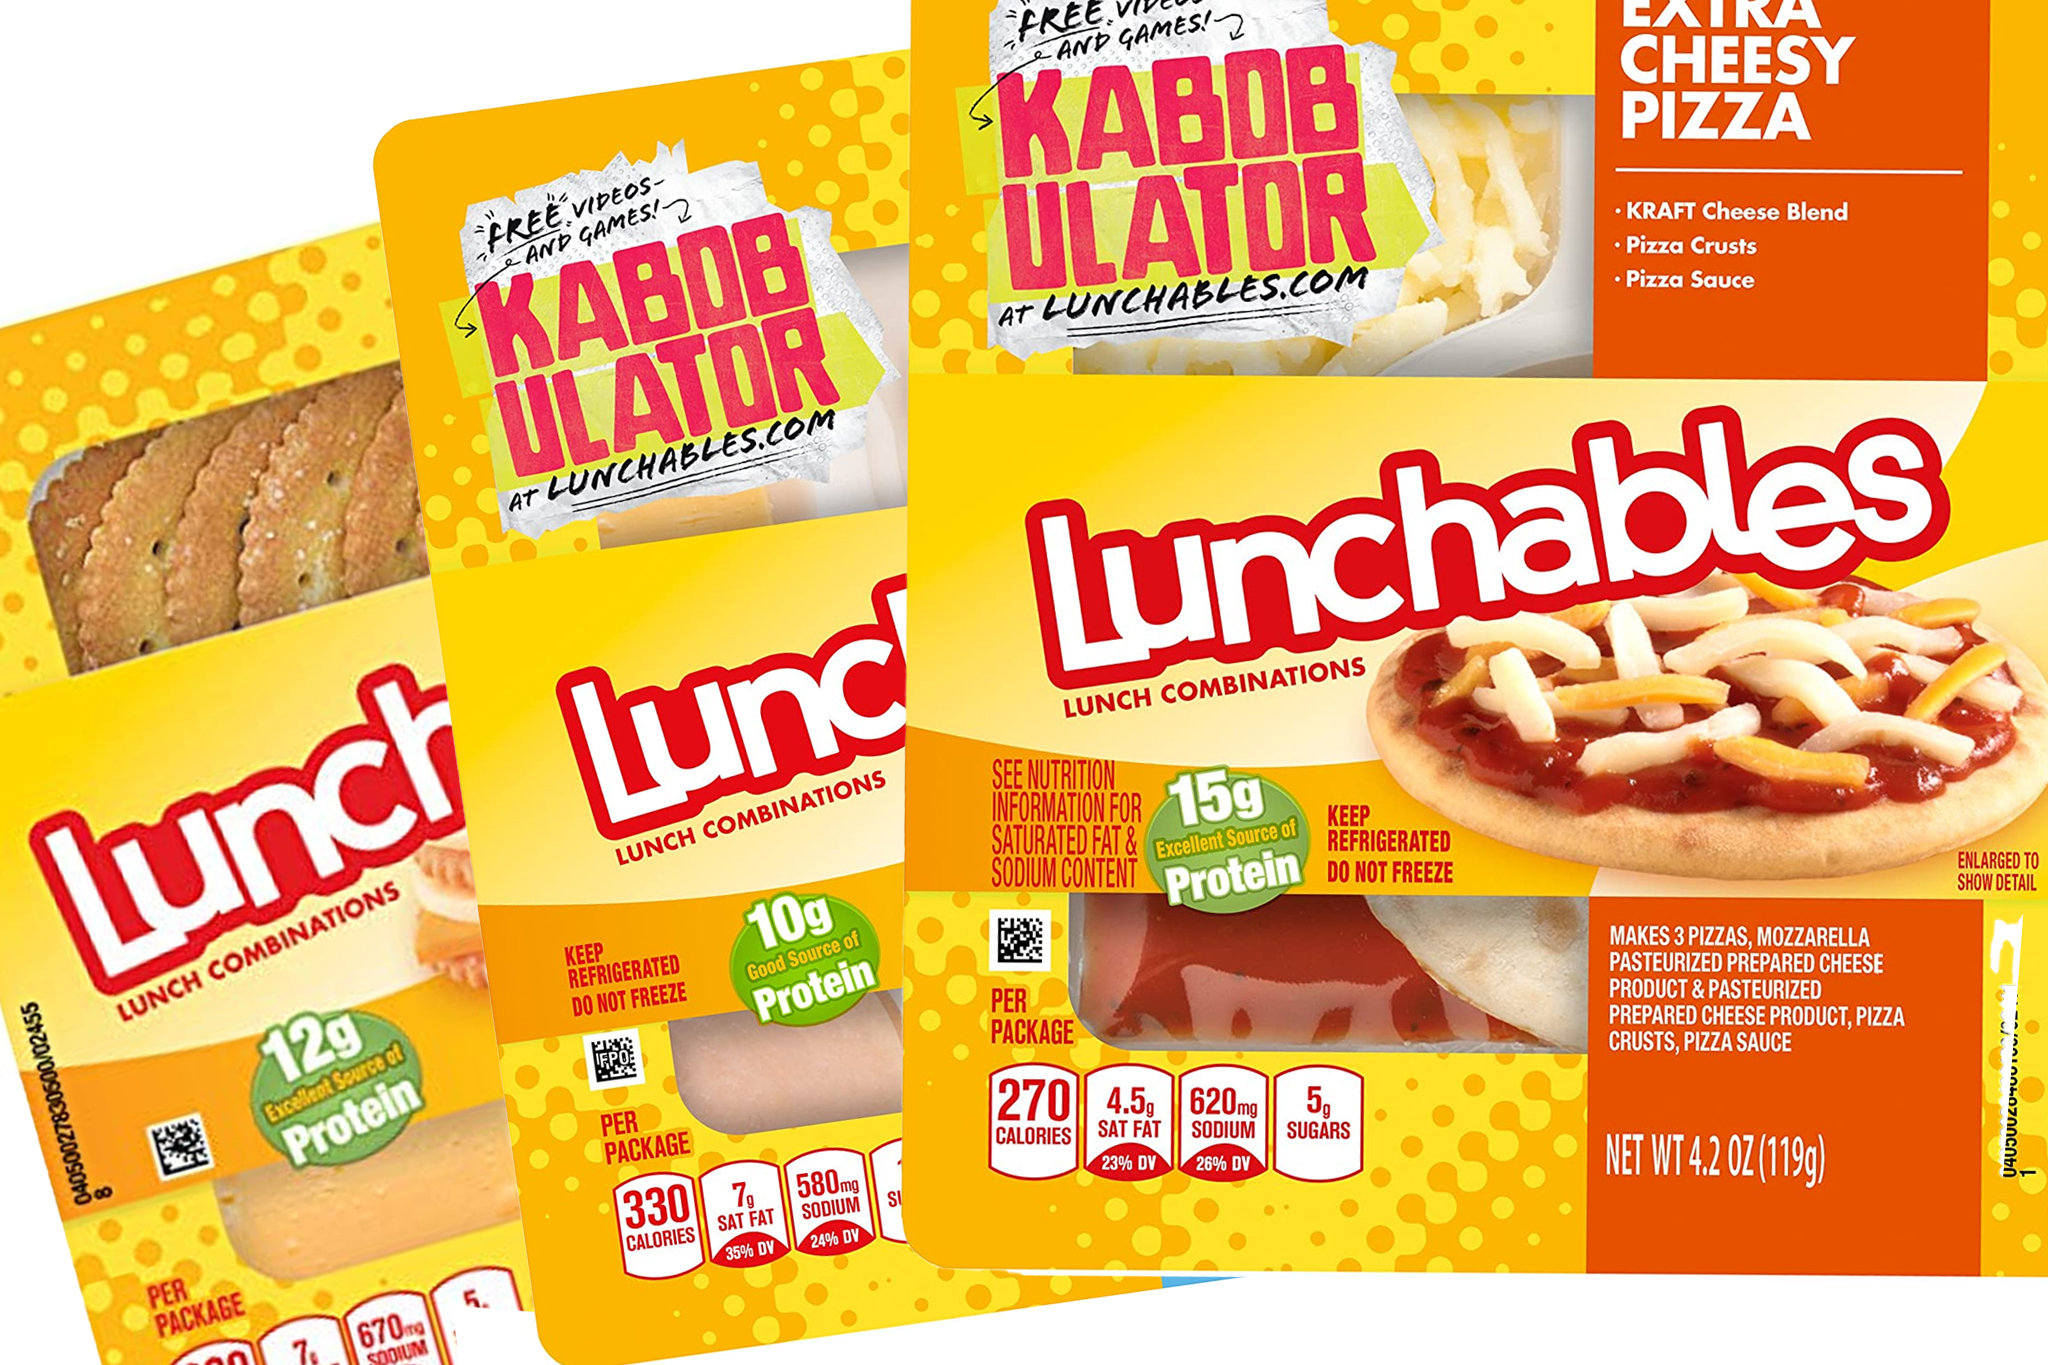 Lunch
LUNCH COMBINATIONS
12g
Excellent Source of
Protein
8
PER
PACKAGE
7g
670mg
SODIUM
5
FREE VIDEOS
AND GAMES!
KABOB
ULATOR
AT LUNCHABLES.COM
Lunc
LUNCH COMBINATIONS
10g
Good Source of
Protein
KEEP
REFRIGERATED
DO NOT FREEZE
FPO
PER
PACKAGE
330
CALORIES
7g
SAT FAT
35% DV
580mg
SODIUM
24% DV
FREE VIDEOS
AND GAMES!
KABOB
ULATOR
AT LUNCHABLES.COM
EXTRA
CHEESY
PIZZA
· KRAFT Cheese Blend
· Pizza Crusts
· Pizza Sauce
Lunchables
LUNCH COMBINATIONS
SEE NUTRITION
INFORMATION FOR
SATURATED FAT &
SODIUM CONTENT
15g
Excellent Source of
Protein
KEEP
REFRIGERATED
DO NOT FREEZE
ENLARGED TO
SHOW DETAIL
PER
PACKAGE
270
CALORIES
4.5g
SAT FAT
23% DV
620mg
SODIUM
26% DV
5g
SUGARS
MAKES 3 PIZZAS, MOZZARELLA
PASTEURIZED PREPARED CHEESE
PRODUCT & PASTEURIZED
PREPARED CHEESE PRODUCT, PIZZA
CRUSTS, PIZZA SAUCE
NET WT 4.2 OZ (119g)
1